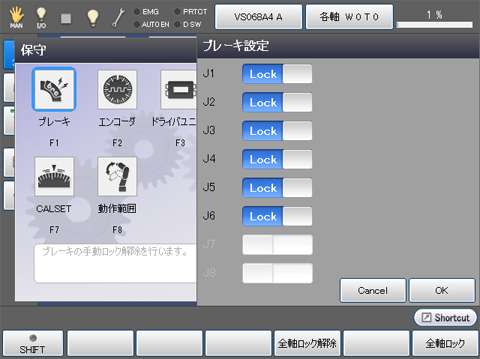 MAN
I/O
EMG
AUTO EN
PRTCT
D SW
VS068A4 A
各軸 W0T0
1 %
保守
ブレーキ
F1
エンコーダ
F2
ドライバユニ
F3
CALSET
F7
動作範囲
F8
ブレーキの手動ロック解除を行います。
ブレーキ設定
J1 Lock
J2 Lock
J3 Lock
J4 Lock
J5 Lock
J6 Lock
J7
J8
Cancel
OK
Shortcut
SHIFT
全軸ロック解除
全軸ロック